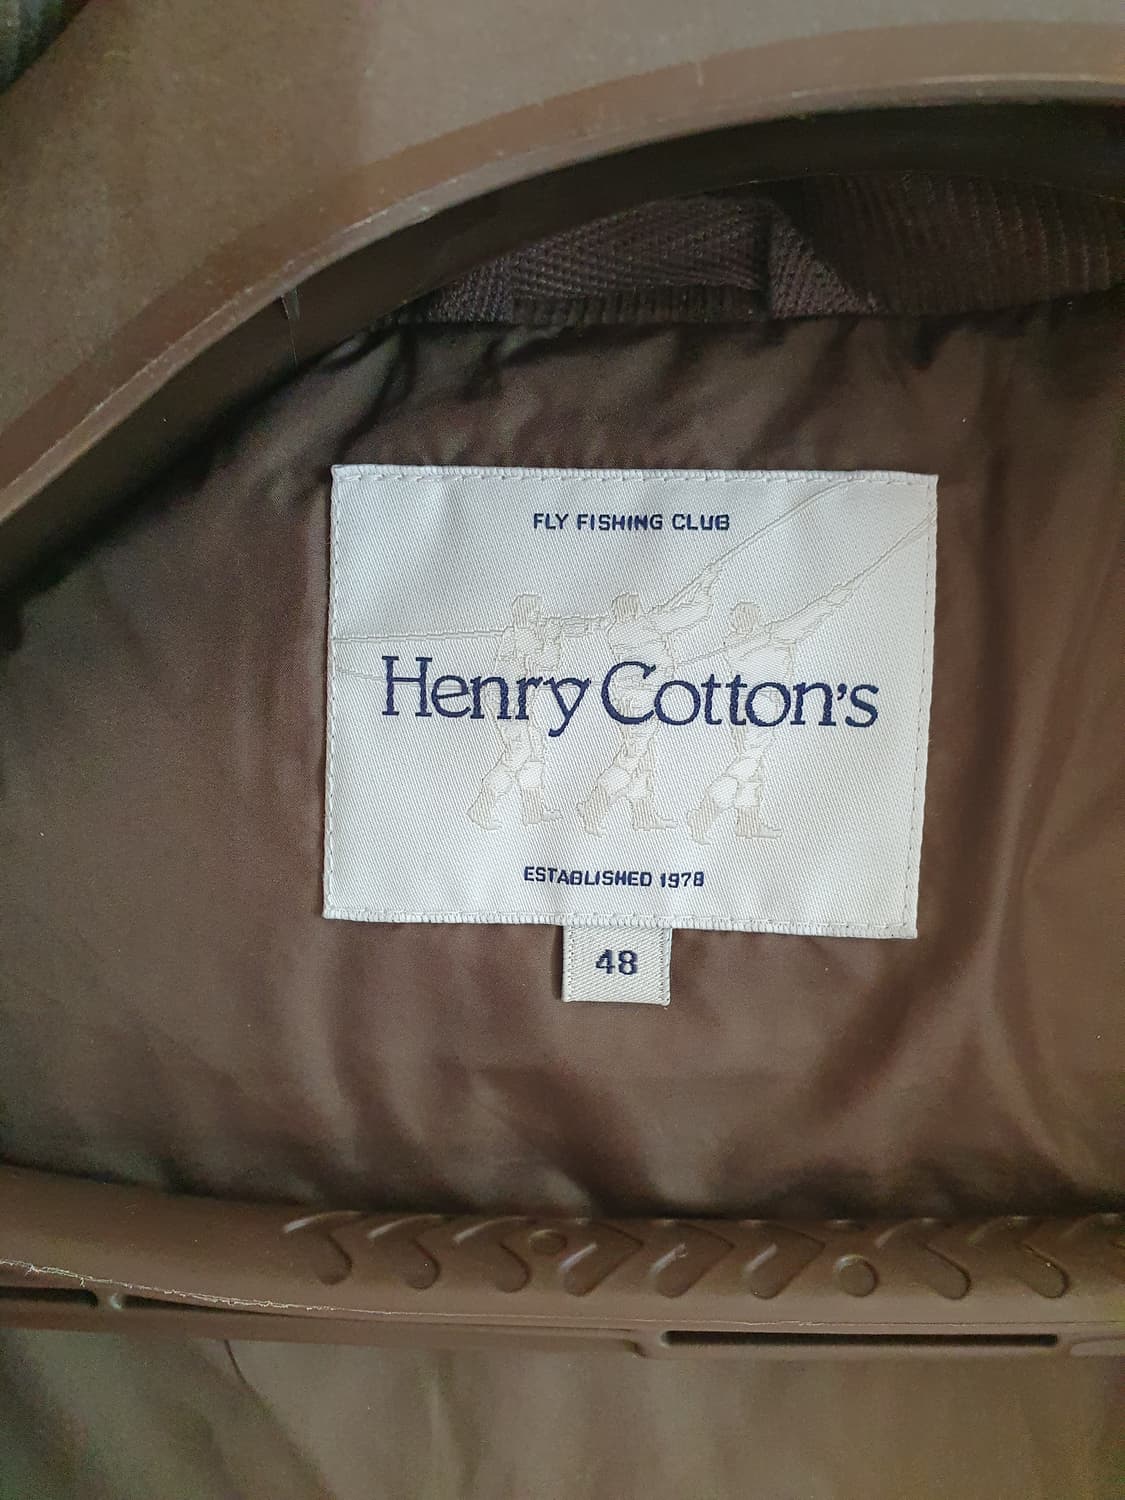 FLY FISHING CLUB
Henry Cotton's
ESTABLISHED 1978
48